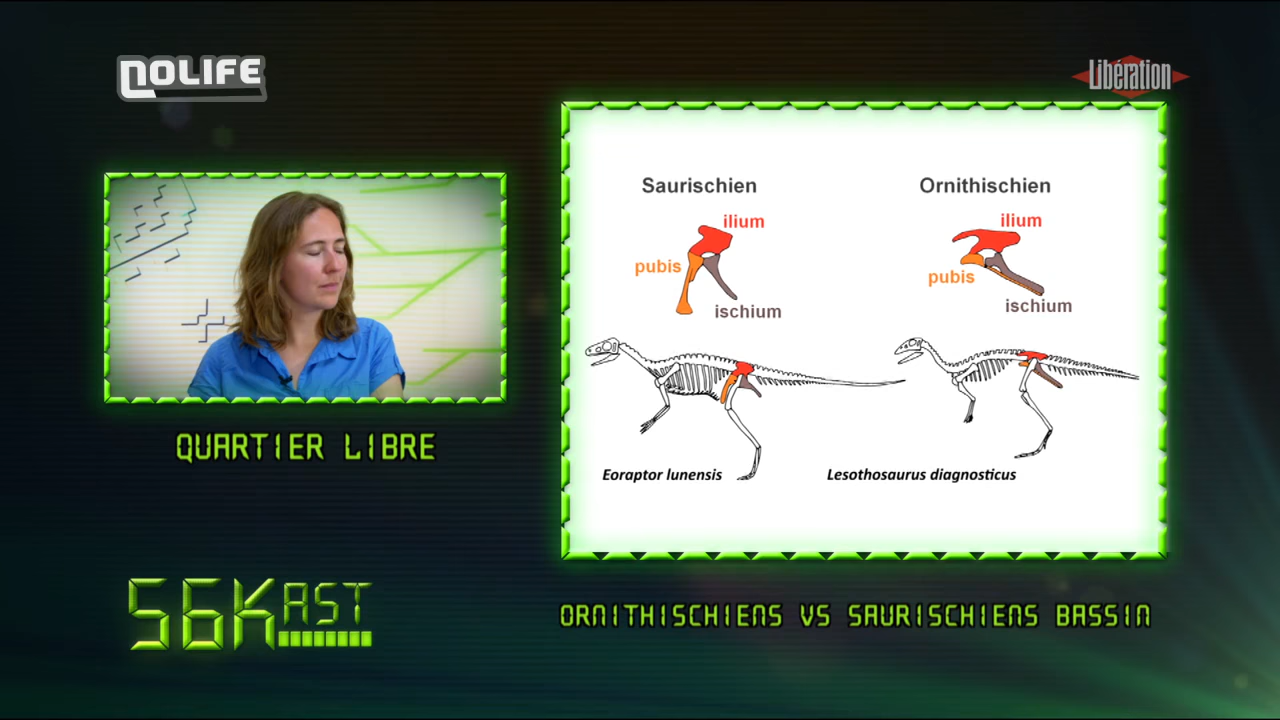 NOLIFE
Libération
Saurischien
Ornithischien
ilium
ilium
pubis
pubis
ischium
ischium
Eoraptor lunensis
Lesothosaurus diagnosticus
QUARTIER LIBRE
56KAST
ORNITHISCHIENS VS SAURISCHIENS BASSIN